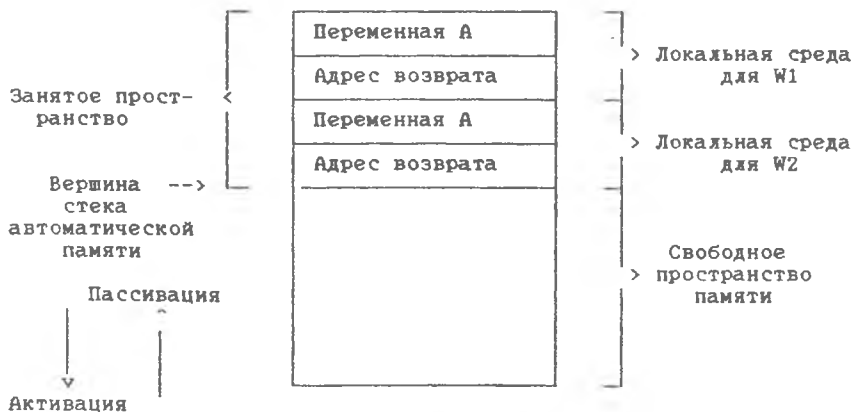 Переменная A
Адрес возврата
Переменная A
Адрес возврата
Занятое прост-
ранство
Вершина -->
стека
автоматической
памяти
Пассивация
Активация
> Локальная среда
для W1
> Локальная среда
для W2
Свободное
> пространство
памяти